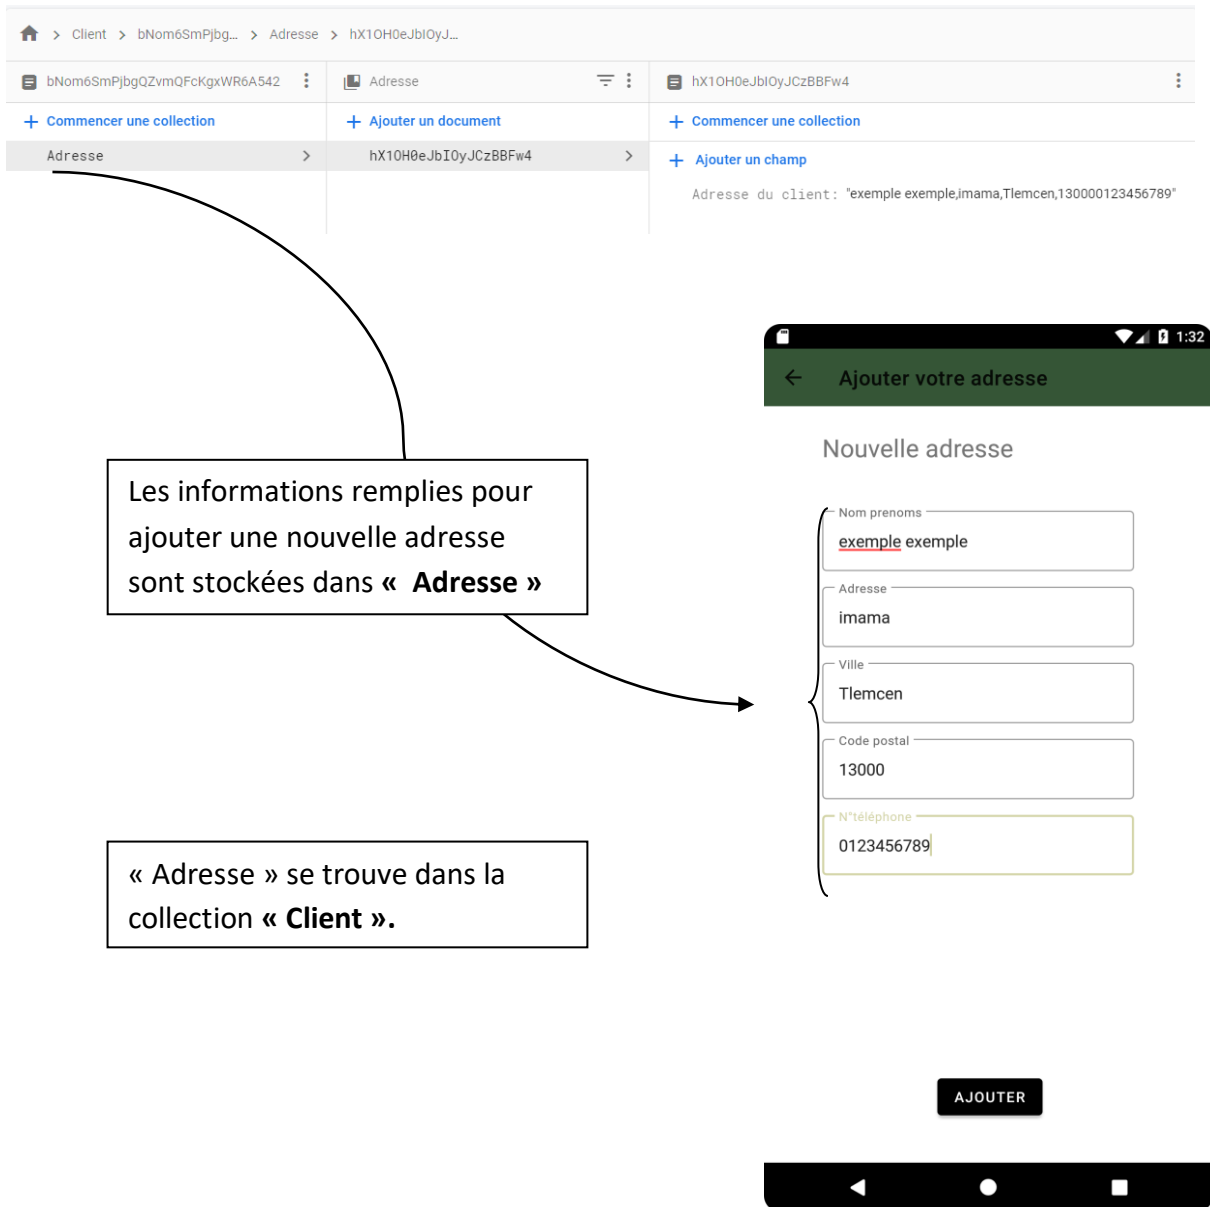 Client > bNom6SmPjbg... > Adresse > hX1OH0eJbIOyJ...
bNom6SmPjbgQZvmQFcKgxWR6A542
Adresse
hX1OH0eJbIOyJCzBBFw4
+ Commencer une collection
+ Ajouter un document
+ Commencer une collection
Adresse >
hX1OH0eJbIOyJCzBBFw4 >
+ Ajouter un champ
Adresse du client: "exemple exemple,imama,Tlemcen,130000123456789"
1:32
Ajouter votre adresse
Nouvelle adresse
Les informations remplies pour
ajouter une nouvelle adresse
sont stockées dans « Adresse »
Nom prenoms
exemple exemple
Adresse
imama
Ville
Tlemcen
Code postal
13000
N°téléphone
0123456789
« Adresse » se trouve dans la
collection « Client ».
AJOUTER